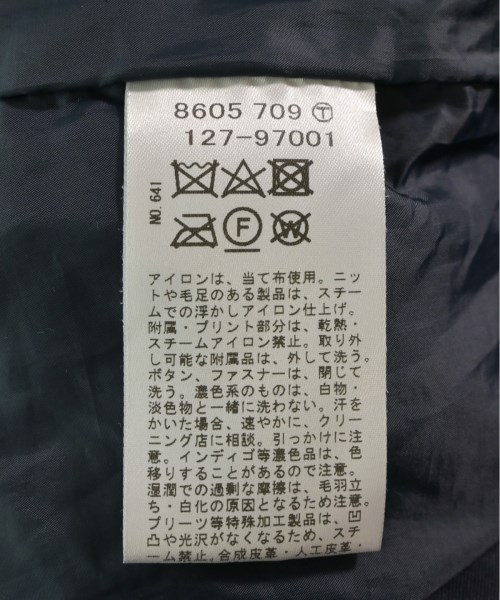 8605 709 Ⓣ
127-97001
NO. 641
F
W
アイロンは、当て布使用。ニッ
トや毛足のある製品は、スチー
ムでの浮かしアイロン仕上げ。
附属・プリント部分は、乾熱・
スチームアイロン禁止。取り外
し可能な附属品は、外して洗う。
ボタン、ファスナーは、閉じて
洗う。濃色系のものは、白物・
淡色物と一緒に洗わない。汗を
かいた場合、速やかに、クリー
ニング店に相談。引っかけに注
意。インディゴ等濃色品は、色
移りすることがあるので注意。
湿潤での過剰な摩擦は、毛羽立
ち・白化の原因となるため注意。
プリーツ等特殊加工製品は、凹
凸や光沢がなくなるため、スチ
ーム禁止。合成皮革・人工皮革・